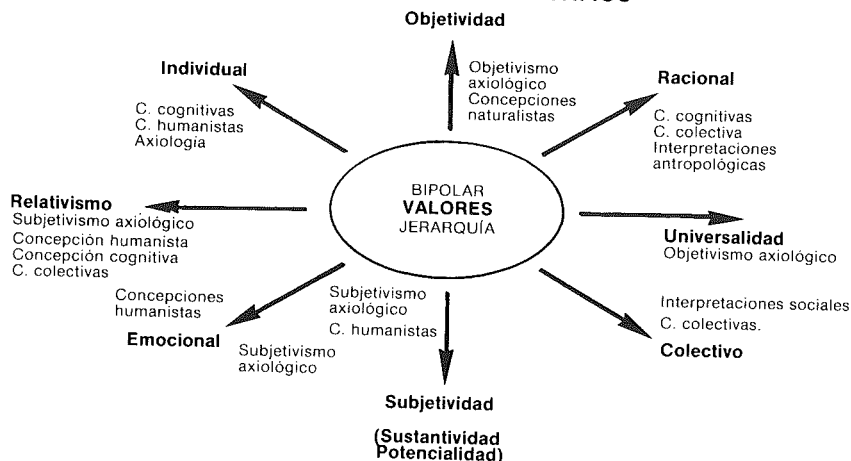 Objetividad
Objetivismo
axiológico
Concepciones
naturalistas
Individual
C. cognitivas
C. humanistas
Axiología
Racional
C. cognitivas
C. colectiva
Interpretaciones
antropológicas
BIPOLAR
VALORES
JERARQUÍA
Relativismo
Subjetivismo axiológico
Concepción humanista
Concepción cognitiva
C. colectivas
Universalidad
Objetivismo axiológico
Concepciones
humanistas
Emocional
Subjetivismo
axiológico
Subjetivismo
axiológico
C. humanistas
Interpretaciones sociales
C. colectivas.
Colectivo
Subjetividad
(Sustantividad
Potencialidad)